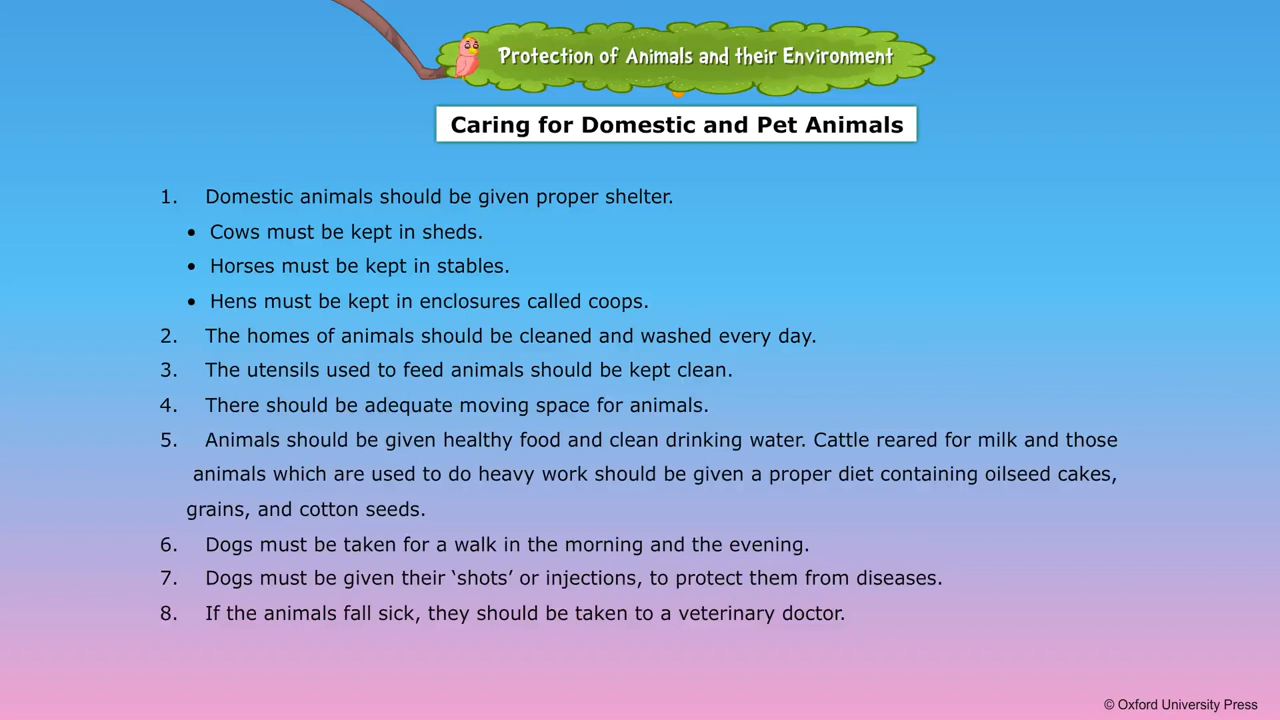 Protection of Animals and their Environment
Caring for Domestic and Pet Animals
1. Domestic animals should be given proper shelter.
• Cows must be kept in sheds.
• Horses must be kept in stables.
• Hens must be kept in enclosures called coops.
2. The homes of animals should be cleaned and washed every day.
3. The utensils used to feed animals should be kept clean.
4. There should be adequate moving space for animals.
5. Animals should be given healthy food and clean drinking water. Cattle reared for milk and those
animals which are used to do heavy work should be given a proper diet containing oilseed cakes,
grains, and cotton seeds.
6. Dogs must be taken for a walk in the morning and the evening.
7. Dogs must be given their ‘shots’ or injections, to protect them from diseases.
8. If the animals fall sick, they should be taken to a veterinary doctor.
© Oxford University Press